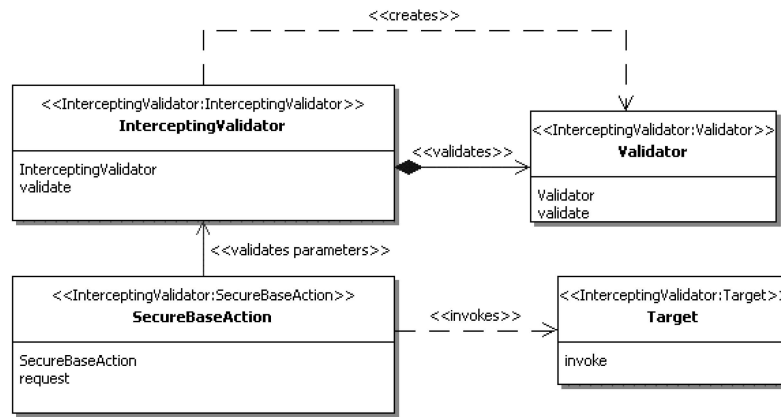 <<creates>>
<<InterceptingValidator:InterceptingValidator>>
InterceptingValidator
InterceptingValidator
validate
<<validates>>
<<InterceptingValidator:Validator>>
Validator
Validator
validate
<<validates parameters>>
<<InterceptingValidator:SecureBaseAction>>
SecureBaseAction
SecureBaseAction
request
<<invokes>>
<<InterceptingValidator:Target>>
Target
invoke